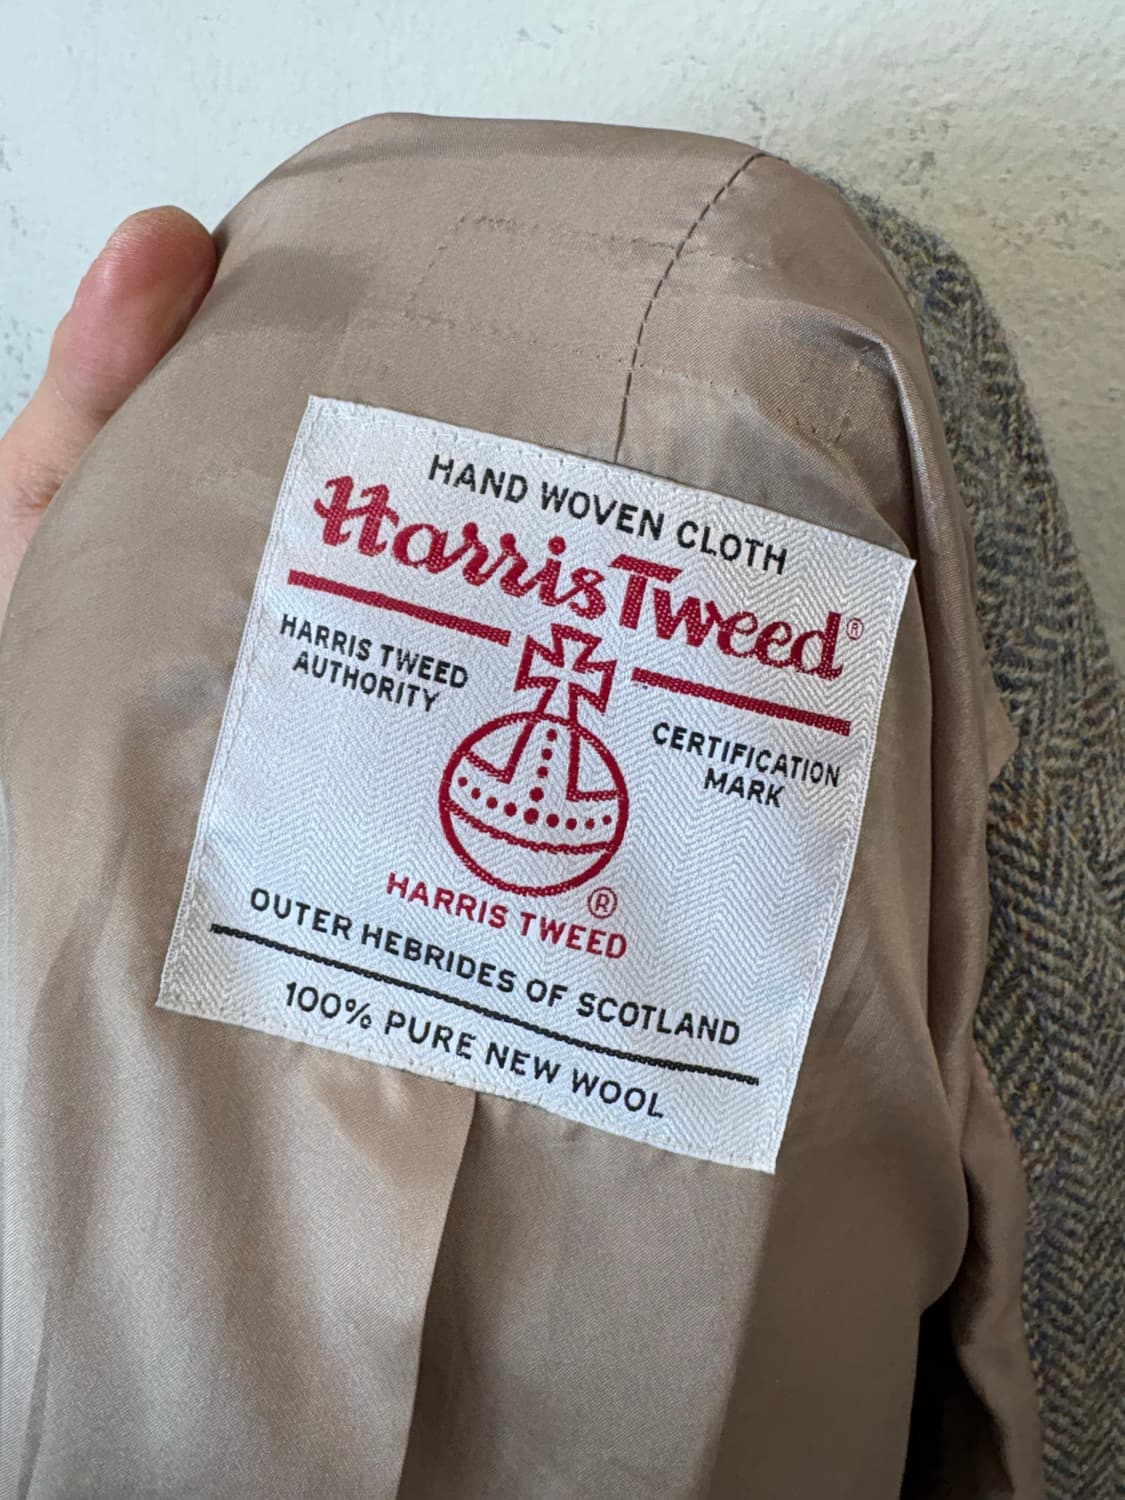 HAND WOVEN CLOTH
Harris Tweed®
HARRIS TWEED
AUTHORITY
CERTIFICATION
MARK
HARRIS TWEED ®
OUTER HEBRIDES OF SCOTLAND
100% PURE NEW WOOL